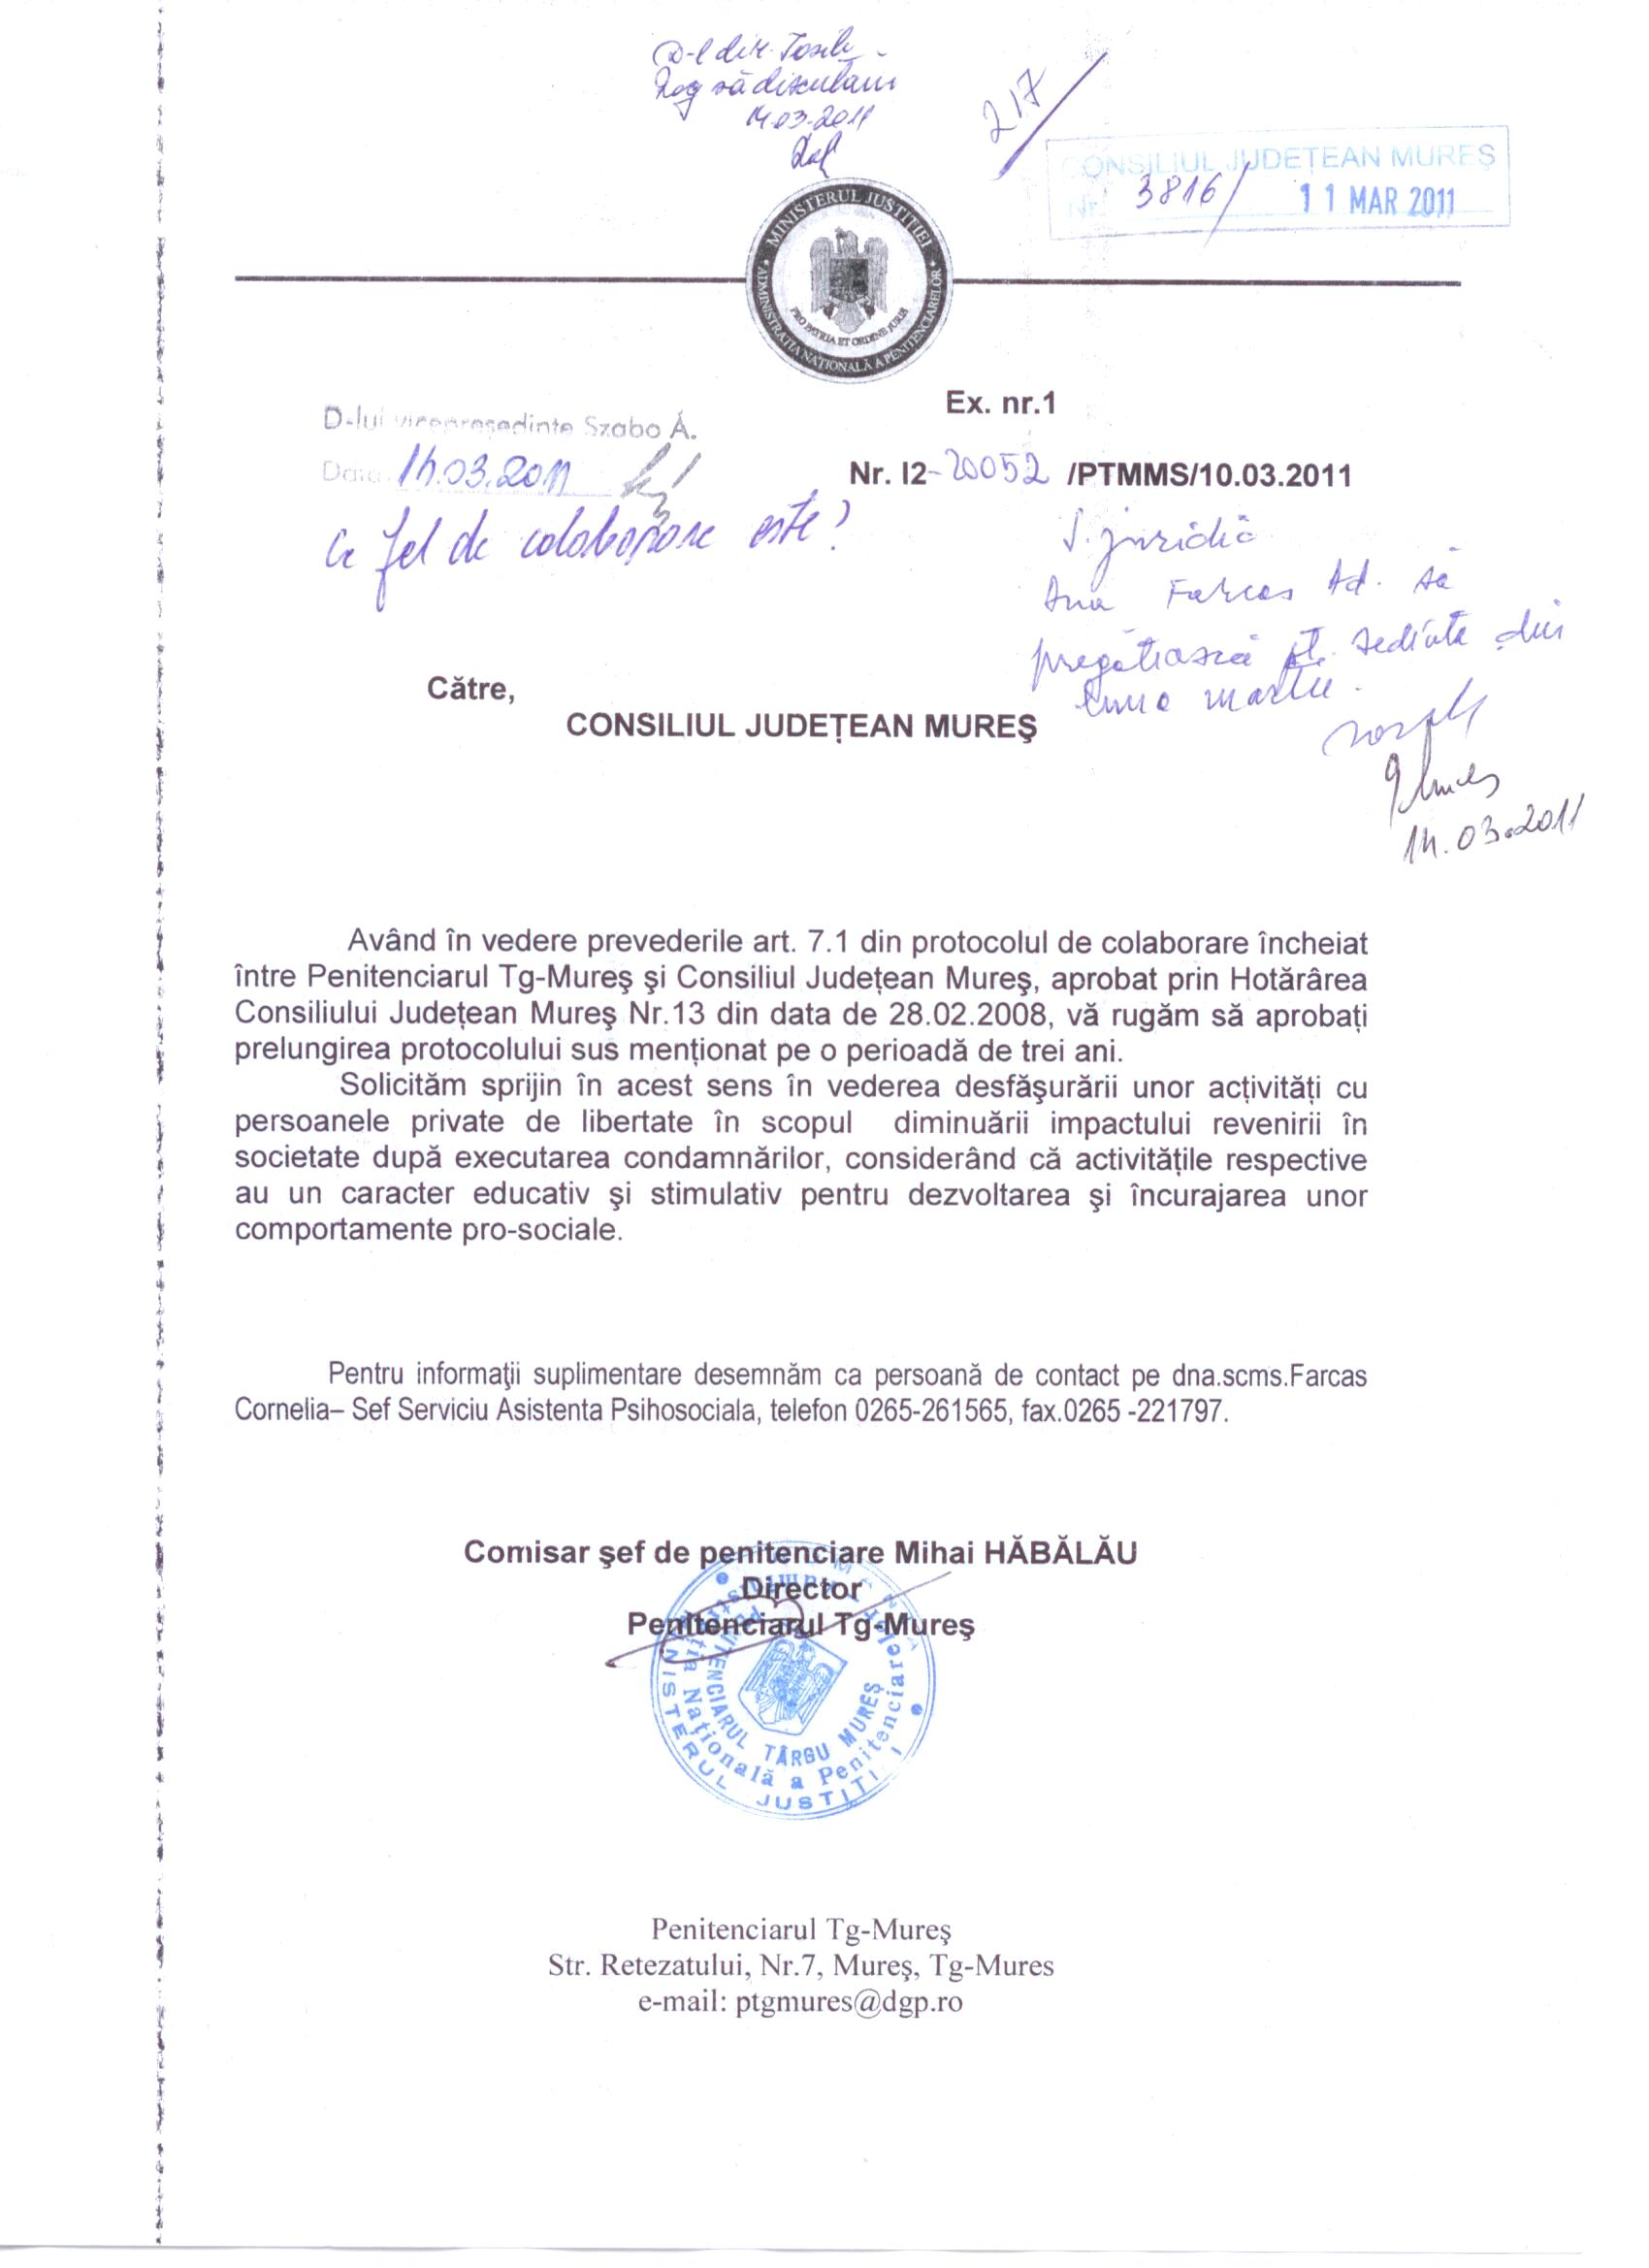 D-l dir.
Rog să discutăm
14.03.2011
217/
CONSILIUL JUDEȚEAN MUREȘ
Nr. 3816/ 11 MAR 2011
MINISTERUL JUSTIȚIEI
ADMINISTRAȚIA NAȚIONALĂ A PENITENCIARELOR
PRO PATRIA ET ORDINE JURIS
Ex. nr.1
D-lui vicepreşedinte Szabo Á.
Data 14.03.2011
Nr. I2-20052 /PTMMS/10.03.2011
Ce fel de colaborare este?
S. juridic
Ana Farcas Ad. să
pregătească pt. sedinta din
luna martie.
14.03.2011
Către,
CONSILIUL JUDEȚEAN MUREŞ
Având în vedere prevederile art. 7.1 din protocolul de colaborare încheiat
între Penitenciarul Tg-Mureş şi Consiliul Județean Mureş, aprobat prin Hotărârea
Consiliului Județean Mureş Nr.13 din data de 28.02.2008, vă rugăm să aprobați
prelungirea protocolului sus menționat pe o perioadă de trei ani.
Solicităm sprijin în acest sens în vederea desfăşurării unor acțivităţi cu
persoanele private de libertate în scopul diminuării impactului revenirii în
societate după executarea condamnărilor, considerând că activitățile respective
au un caracter educativ şi stimulativ pentru dezvoltarea şi încurajarea unor
comportamente pro-sociale.
Pentru informaţii suplimentare desemnăm ca persoană de contact pe dna.scms.Farcas
Cornelia– Sef Serviciu Asistenta Psihosociala, telefon 0265-261565, fax.0265 -221797.
Comisar şef de penitenciare Mihai HĂBĂLĂU
Director
Penitenciarul Tg-Mureş
MINISTERUL JUSTIȚIEI
Administrația Națională a Penitenciarelor
PENITENCIARUL TÂRGU MUREŞ
Penitenciarul Tg-Mureş
Str. Retezatului, Nr.7, Mureş, Tg-Mures
e-mail: ptgmures@dgp.ro